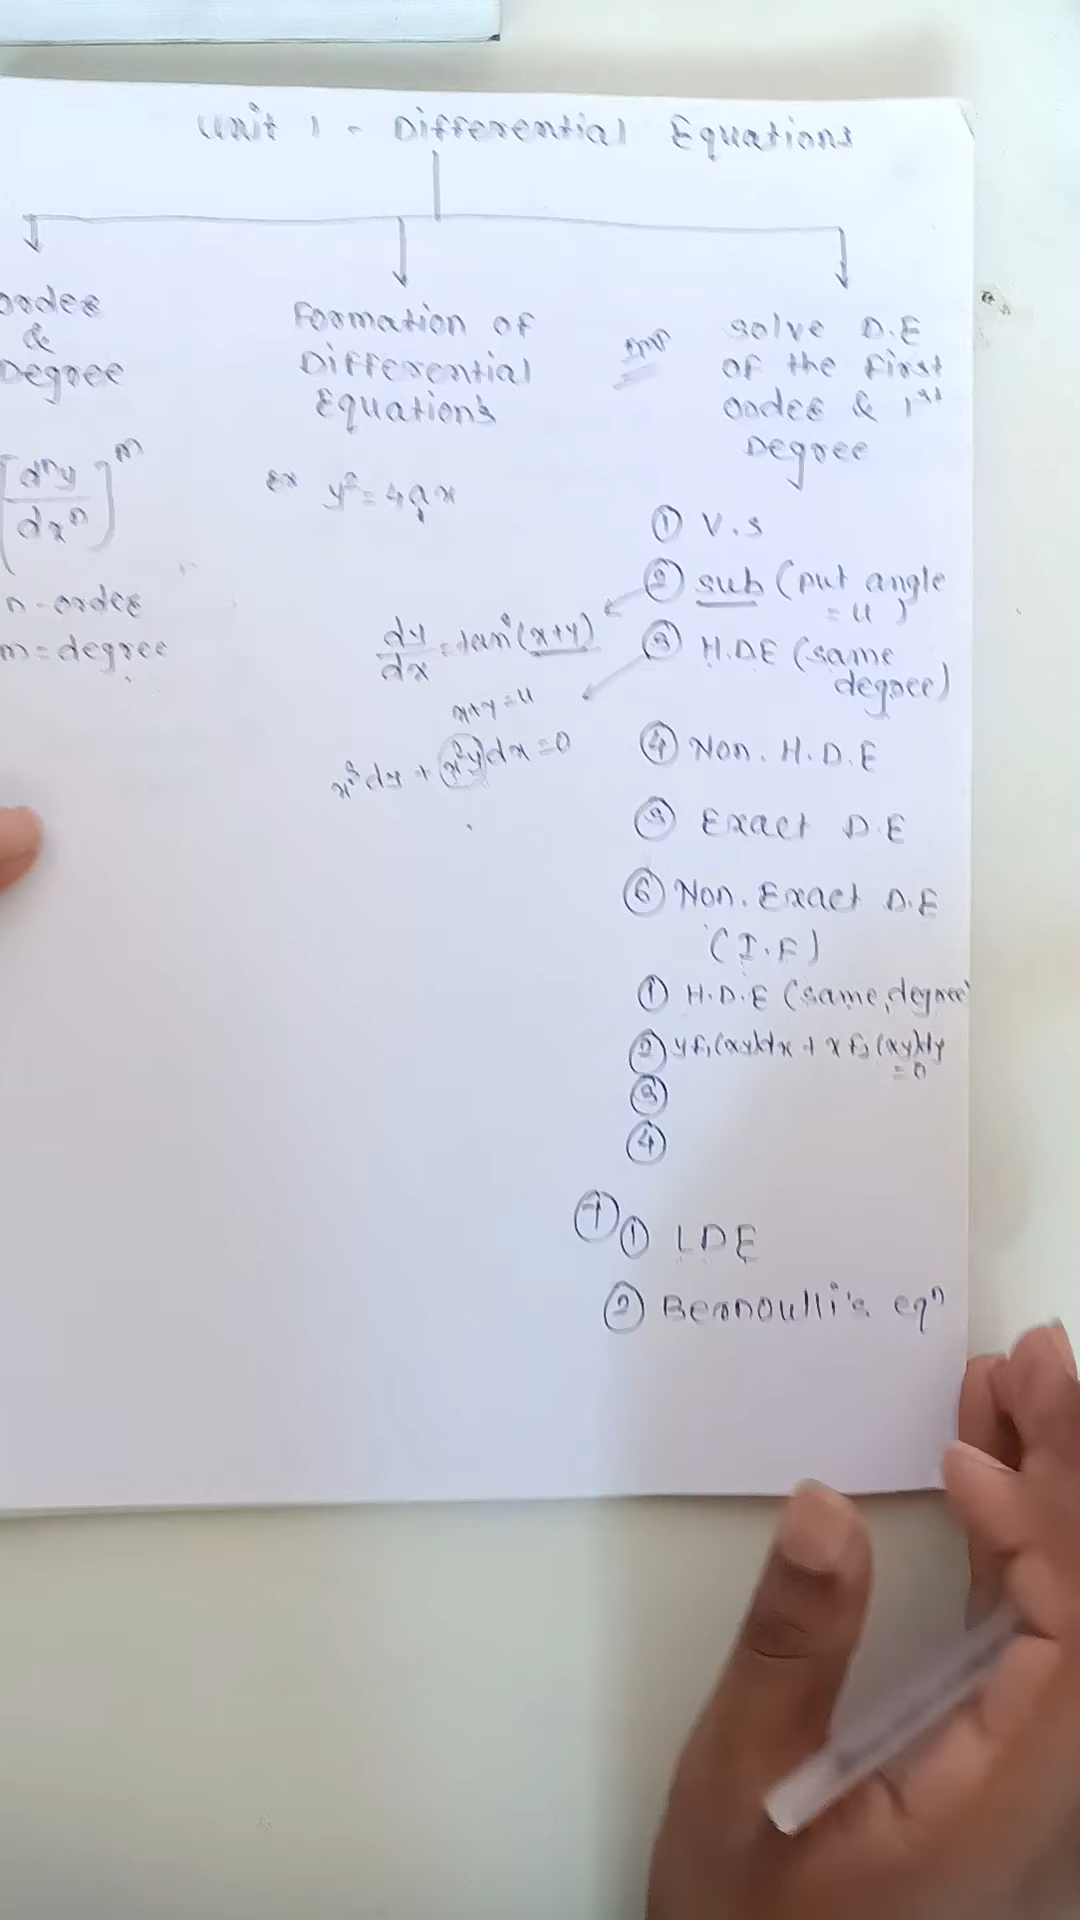 Unit 1 - Differential Equations
order
&
Degree
[dⁿy/dxⁿ]ᵐ
n - order
m = degree
Formation of
Differential
Equations
Ex y² = 4ax
Imp
solve D.E
of the first
order & 1st
Degree
① V.S
② sub (put angle
= u)
dy/dx = tan²(x+y)
x+y = u
③ H.D.E (same
degree)
x³dy + (x²y)dx = 0
④ Non. H.D.E
⑤ Exact D.E
⑥ Non. Exact D.E
(I.F)
① H.D.E (same degree)
② yf₁(xy)dx + xf₂(xy)dy
= 0
③
④
⑦ ① LDE
② Bernoulli's eqⁿ